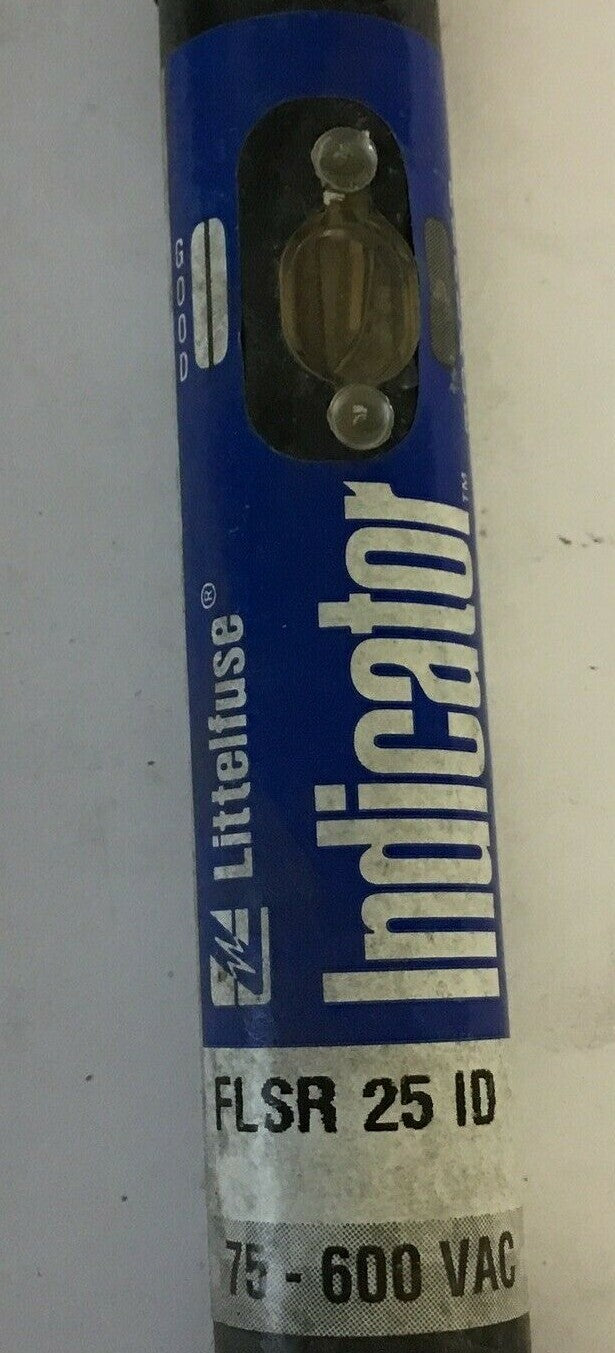 GOOD
Littelfuse®
Indicator™
FLSR 25 ID
75 - 600 VAC